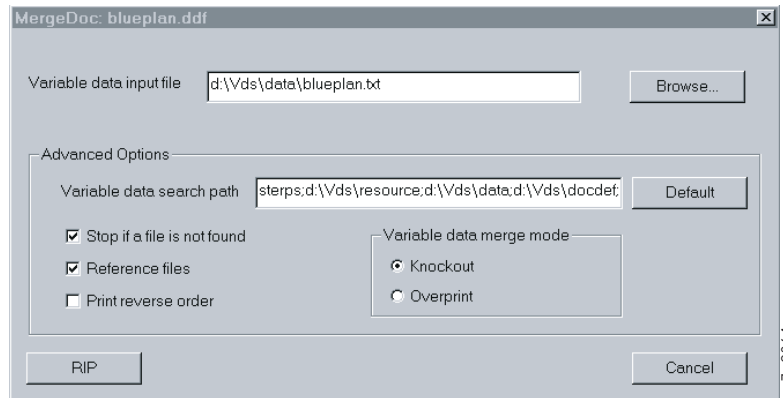 MergeDoc: blueplan.ddf
Variable data input file
d:\Vds\data\blueplan.txt
Browse...
Advanced Options
Variable data search path
sterps;d:\Vds\resource;d:\Vds\data;d:\Vds\docdef;
Default
Stop if a file is not found
Reference files
Print reverse order
Variable data merge mode
Knockout
Overprint
RIP
Cancel